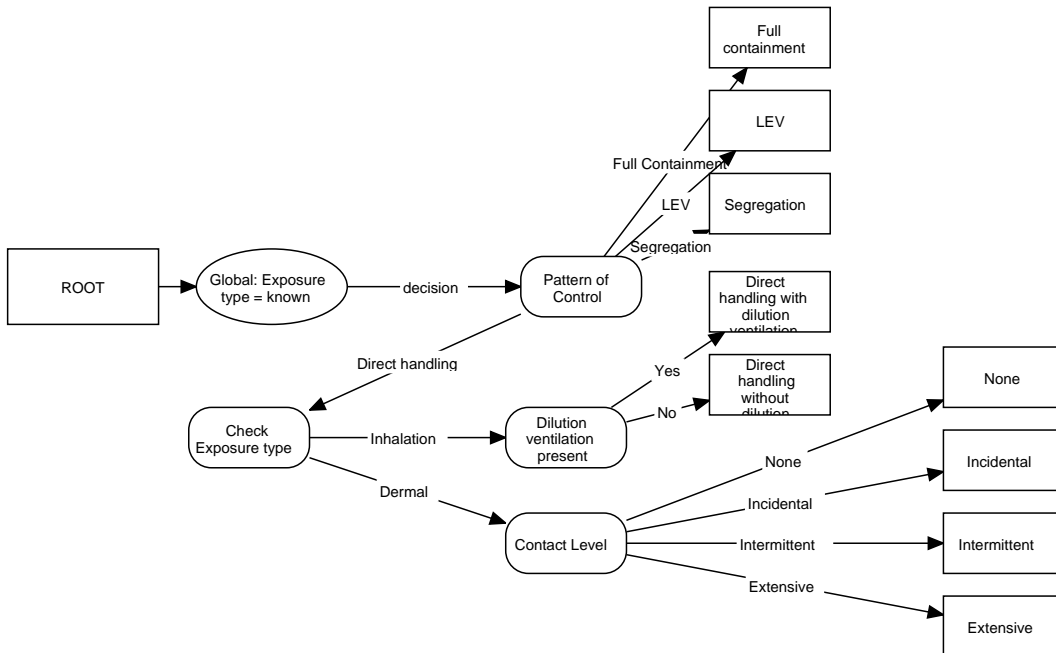 Full
containment
LEV
Full Containment
LEV
Segregation
Segregation
ROOT
Global: Exposure
type = known
decision
Pattern of
Control
Direct
handling with
dilution
ventilation
Direct handling
Yes
Direct
handling
without
dilution
No
None
Check
Exposure type
Inhalation
Dilution
ventilation
present
None
Incidental
Dermal
Incidental
Contact Level
Intermittent
Intermittent
Extensive
Extensive